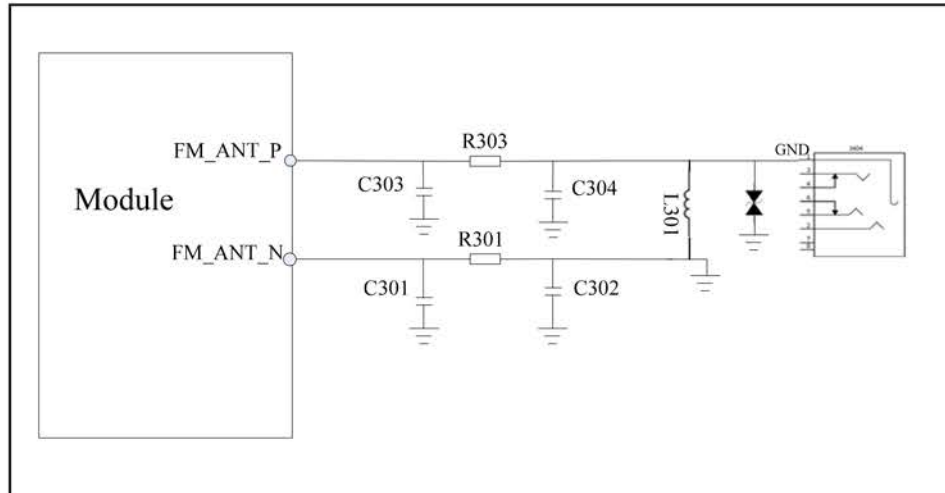 FM_ANT_P
R303
GND
C303
C304
L301
Module
R301
FM_ANT_N
C301
C302